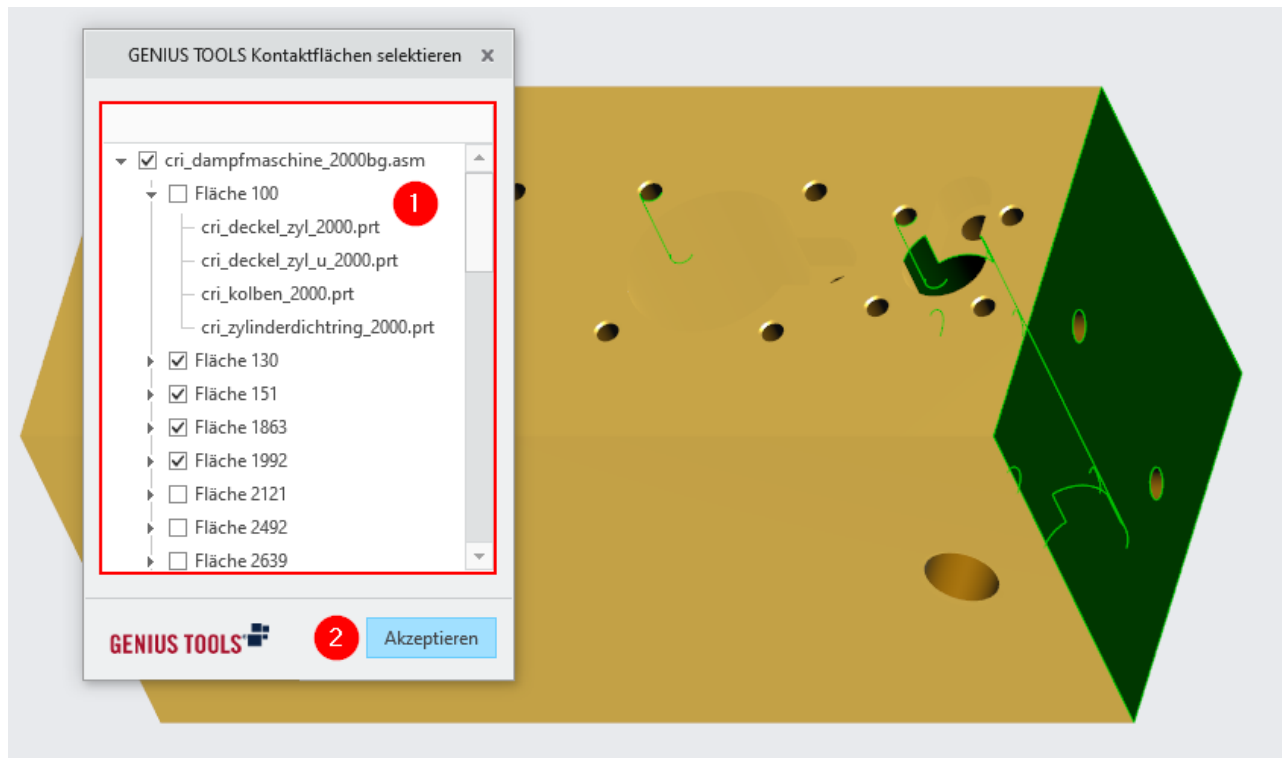 GENIUS TOOLS Kontaktflächen selektieren x
cri_dampfmaschine_2000bg.asm
Fläche 100
1
cri_deckel_zyl_2000.prt
cri_deckel_zyl_u_2000.prt
cri_kolben_2000.prt
cri_zylinderdichtring_2000.prt
Fläche 130
Fläche 151
Fläche 1863
Fläche 1992
Fläche 2121
Fläche 2492
Fläche 2639
GENIUS TOOLS
2
Akzeptieren